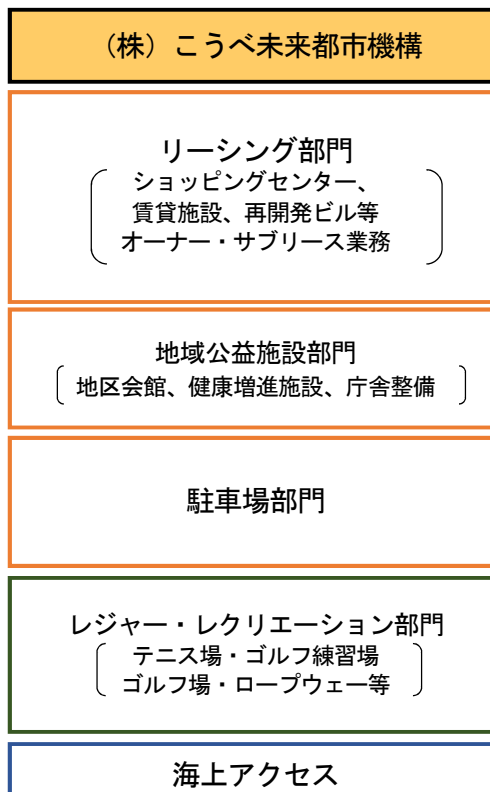 （株）こうべ未来都市機構
リーシング部門
ショッピングセンター、
賃貸施設、再開発ビル等
オーナー・サブリース業務
地域公益施設部門
地区会館、健康増進施設、庁舎整備
駐車場部門
レジャー・レクリエーション部門
テニス場・ゴルフ練習場
ゴルフ場・ロープウェー等
海上アクセス